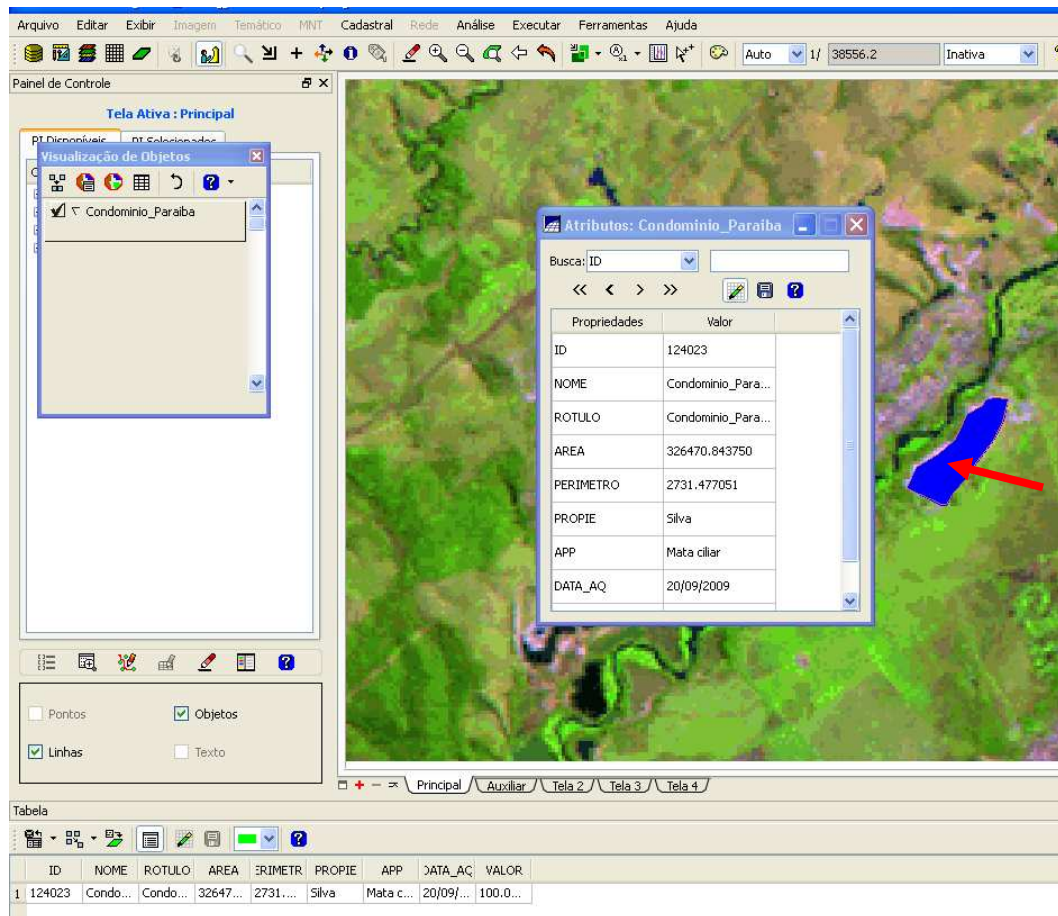 Arquivo Editar Exibir Imagem Temático MNT Cadastral Rede Análise Executar Ferramentas Ajuda
Auto 1/ 38556.2 Inativa
Painel de Controle
Tela Ativa : Principal
PI Disponíveis PI Selecionados
Visualização de Objetos
Condominio_Paraiba
Atributos: Condominio_Paraiba
Busca: ID
Propriedades Valor
ID 124023
NOME Condominio_Para...
ROTULO Condominio_Para...
AREA 326470.843750
PERIMETRO 2731.477051
PROPIE Silva
APP Mata ciliar
DATA_AQ 20/09/2009
Pontos Objetos
Linhas Texto
Principal Auxiliar Tela 2 Tela 3 Tela 4
Tabela
ID NOME ROTULO AREA ERIMETR PROPIE APP DATA_AQ VALOR
1 124023 Condo... Condo... 32647... 2731.... Silva Mata c... 20/09/... 100.0...